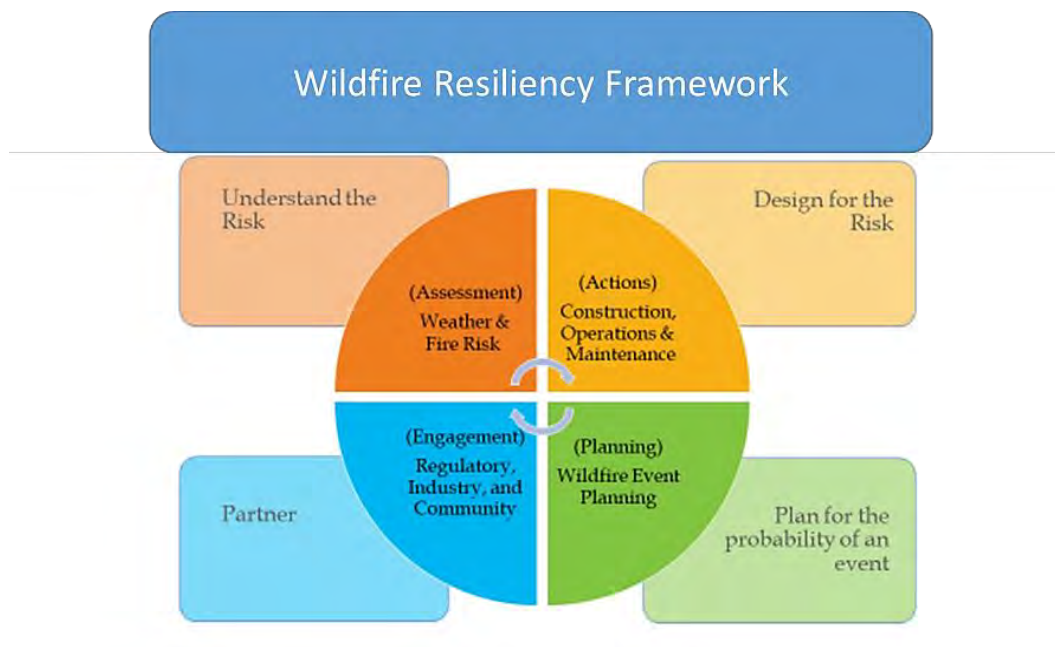 Wildfire Resiliency Framework
Understand the
Risk
Design for the
Risk
(Assessment)
Weather &
Fire Risk
(Actions)
Construction,
Operations &
Maintenance
(Engagement)
Regulatory,
Industry, and
Community
(Planning)
Wildfire Event
Planning
Partner
Plan for the
probability of an
event